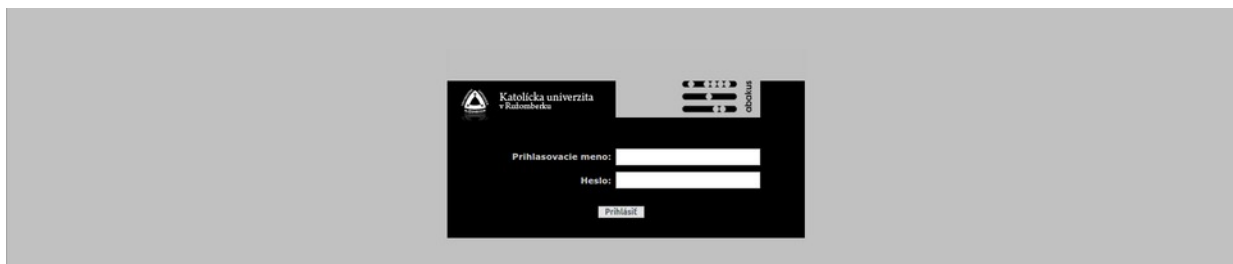 Katolícka univerzita
v Ružomberku
abakus
Prihlasovacie meno:
Heslo:
Prihlásiť